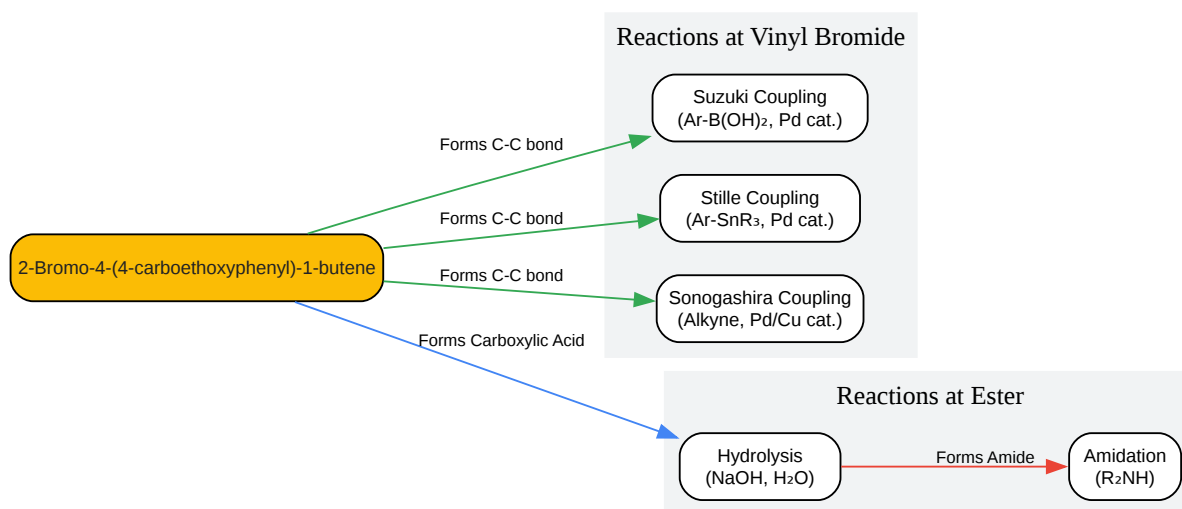 Reactions at Vinyl Bromide
Suzuki Coupling
(Ar-B(OH)₂, Pd cat.)
Forms C-C bond
Stille Coupling
(Ar-SnR₃, Pd cat.)
Forms C-C bond
2-Bromo-4-(4-carboethoxyphenyl)-1-butene
Forms C-C bond
Sonogashira Coupling
(Alkyne, Pd/Cu cat.)
Forms Carboxylic Acid
Reactions at Ester
Hydrolysis
(NaOH, H₂O)
Forms Amide
Amidation
(R₂NH)